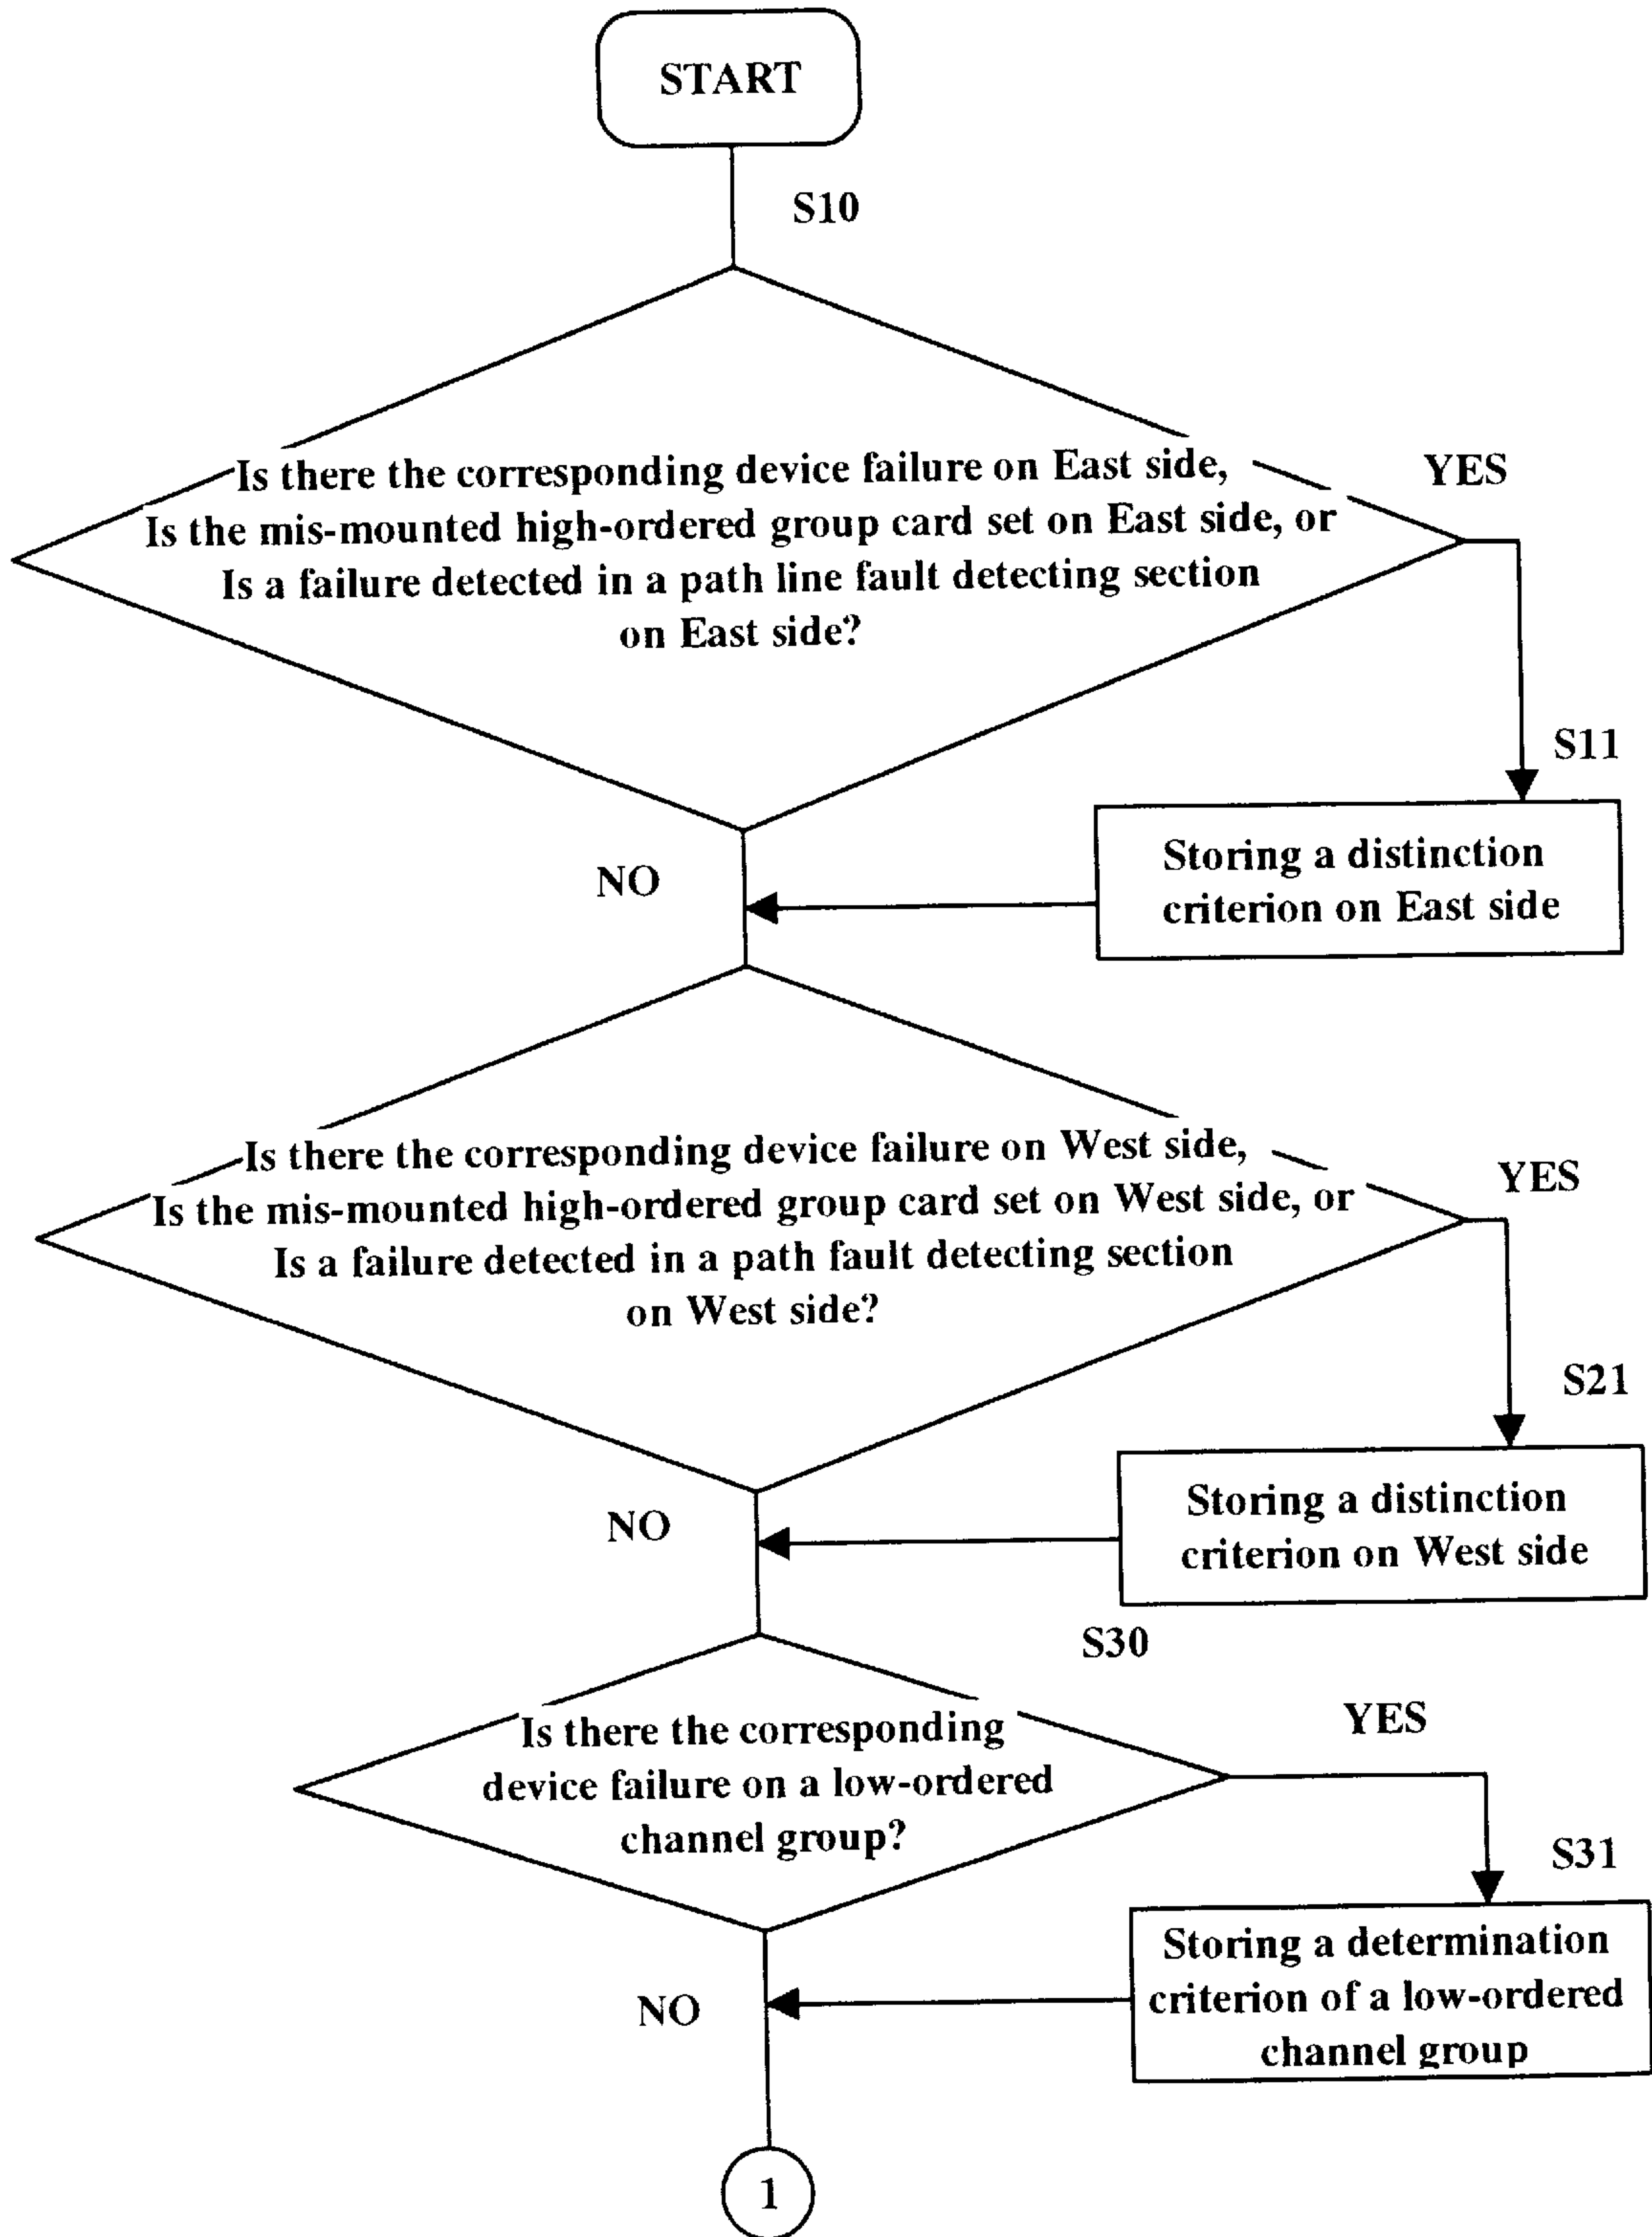 START
S10
Is there the corresponding device failure on East side,
Is the mis-mounted high-ordered group card set on East side, or
Is a failure detected in a path line fault detecting section
on East side?
YES
S11
Storing a distinction
criterion on East side
NO
Is there the corresponding device failure on West side,
Is the mis-mounted high-ordered group card set on West side, or
Is a failure detected in a path fault detecting section
on West side?
YES
S21
Storing a distinction
criterion on West side
NO
S30
Is there the corresponding
device failure on a low-ordered
channel group?
YES
S31
Storing a determination
criterion of a low-ordered
channel group
NO
1